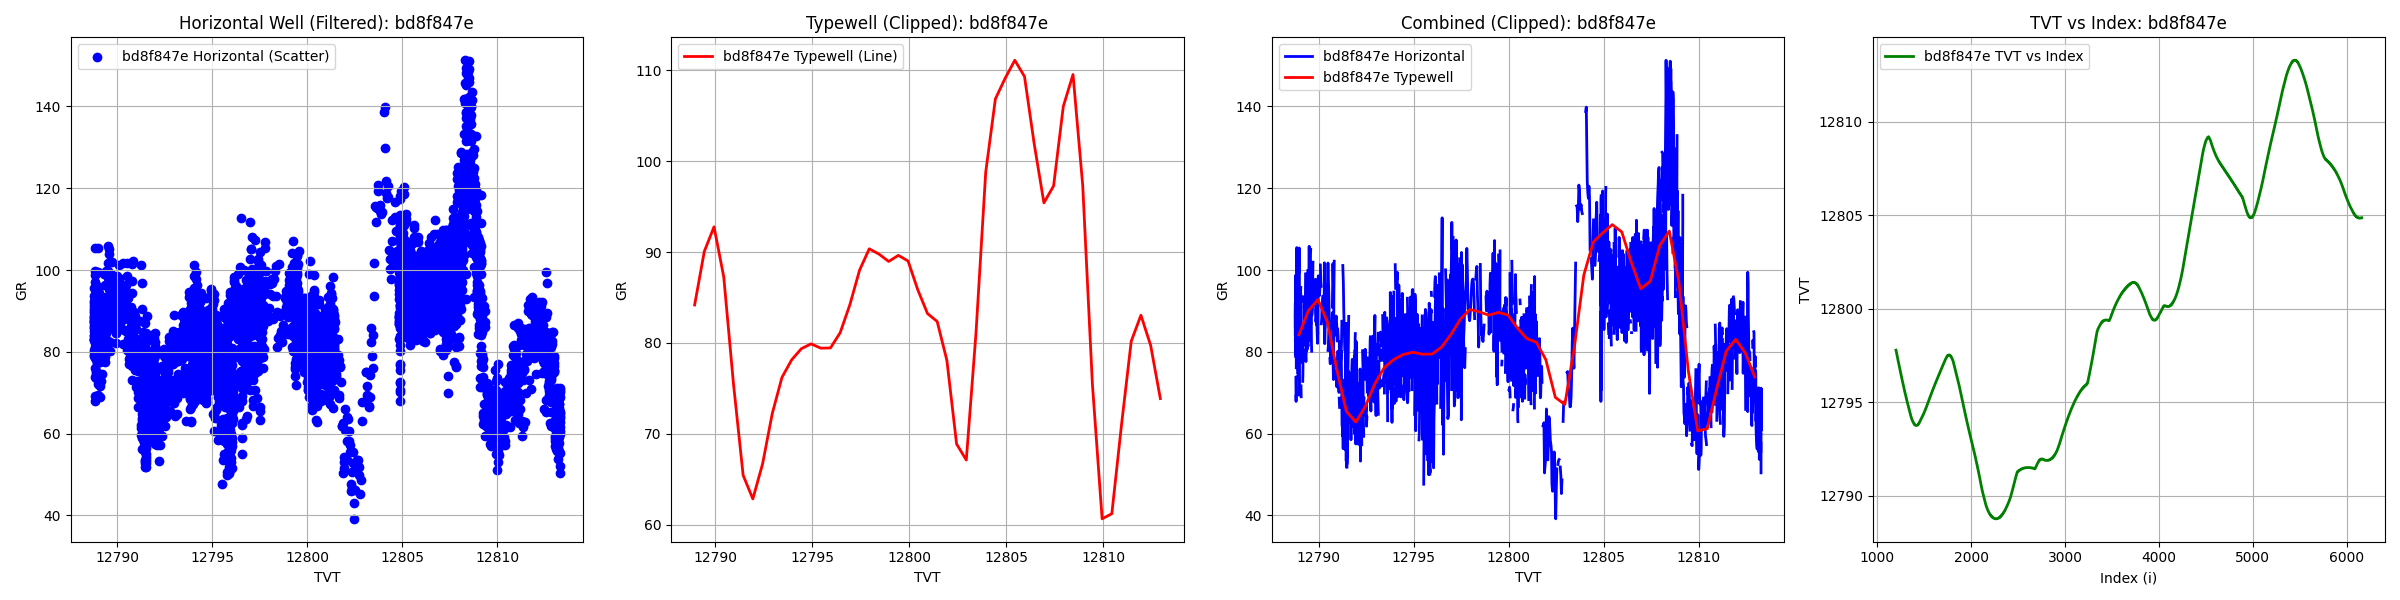 Horizontal Well (Filtered): bd8f847e
bd8f847e Horizontal (Scatter)
GR
140
120
100
80
60
40
12790 12795 12800 12805 12810
TVT
Typewell (Clipped): bd8f847e
bd8f847e Typewell (Line)
GR
110
100
90
80
70
60
12790 12795 12800 12805 12810
TVT
Combined (Clipped): bd8f847e
bd8f847e Horizontal
bd8f847e Typewell
GR
140
120
100
80
60
40
12790 12795 12800 12805 12810
TVT
TVT vs Index: bd8f847e
bd8f847e TVT vs Index
TVT
12810
12805
12800
12795
12790
1000 2000 3000 4000 5000 6000
Index (i)